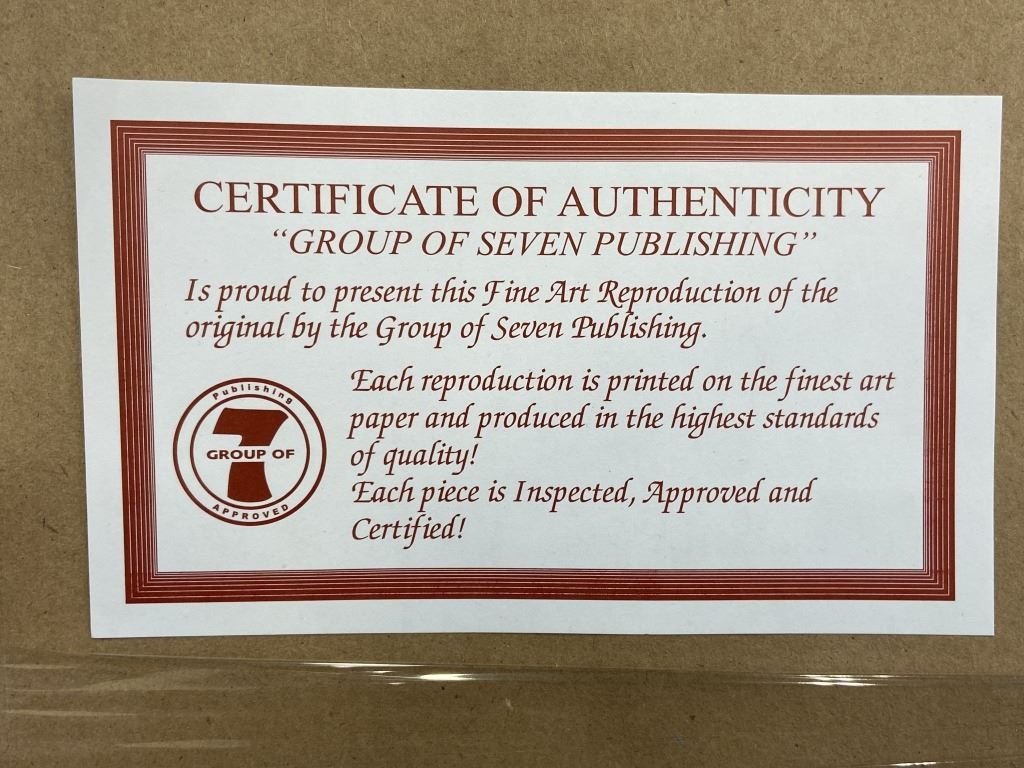 CERTIFICATE OF AUTHENTICITY
“GROUP OF SEVEN PUBLISHING”
Is proud to present this Fine Art Reproduction of the
original by the Group of Seven Publishing.
Each reproduction is printed on the finest art
paper and produced in the highest standards
of quality!
Each piece is Inspected, Approved and
Certified!
Publishing
7
GROUP OF
APPROVED